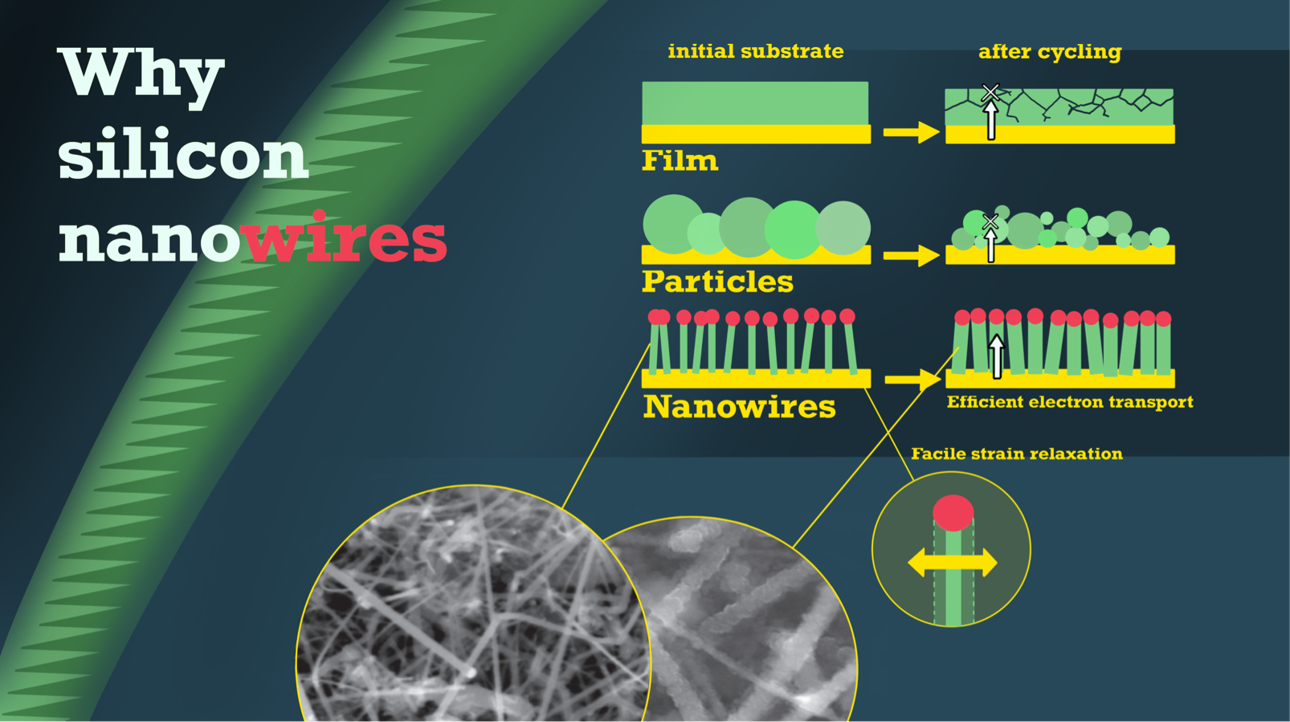 Why
silicon
nanowires
initial substrate
after cycling
Film
Particles
Nanowires
Efficient electron transport
Facile strain relaxation